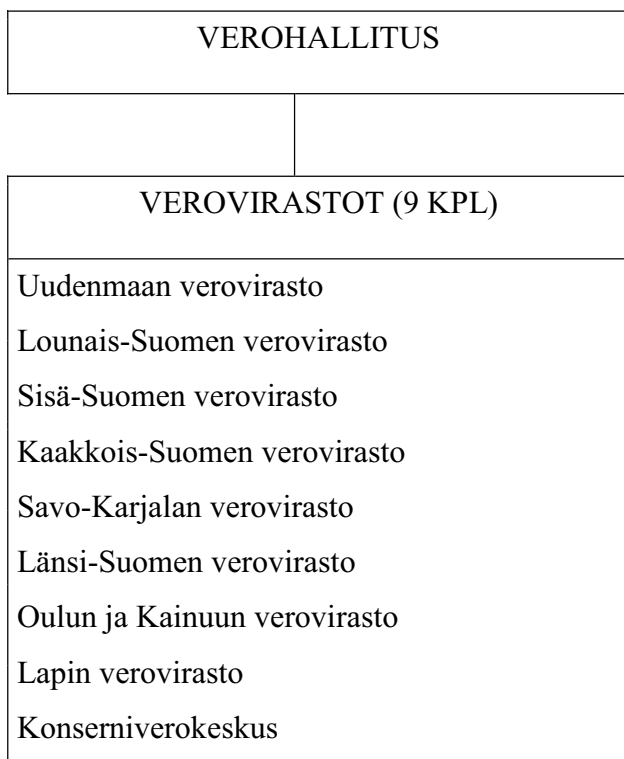 VEROHALLITUS
VEROVIRASTOT (9 KPL)
Uudenmaan verovirasto
Lounais-Suomen verovirasto
Sisä-Suomen verovirasto
Kaakkois-Suomen verovirasto
Savo-Karjalan verovirasto
Länsi-Suomen verovirasto
Oulun ja Kainuun verovirasto
Lapin verovirasto
Konserniverokeskus